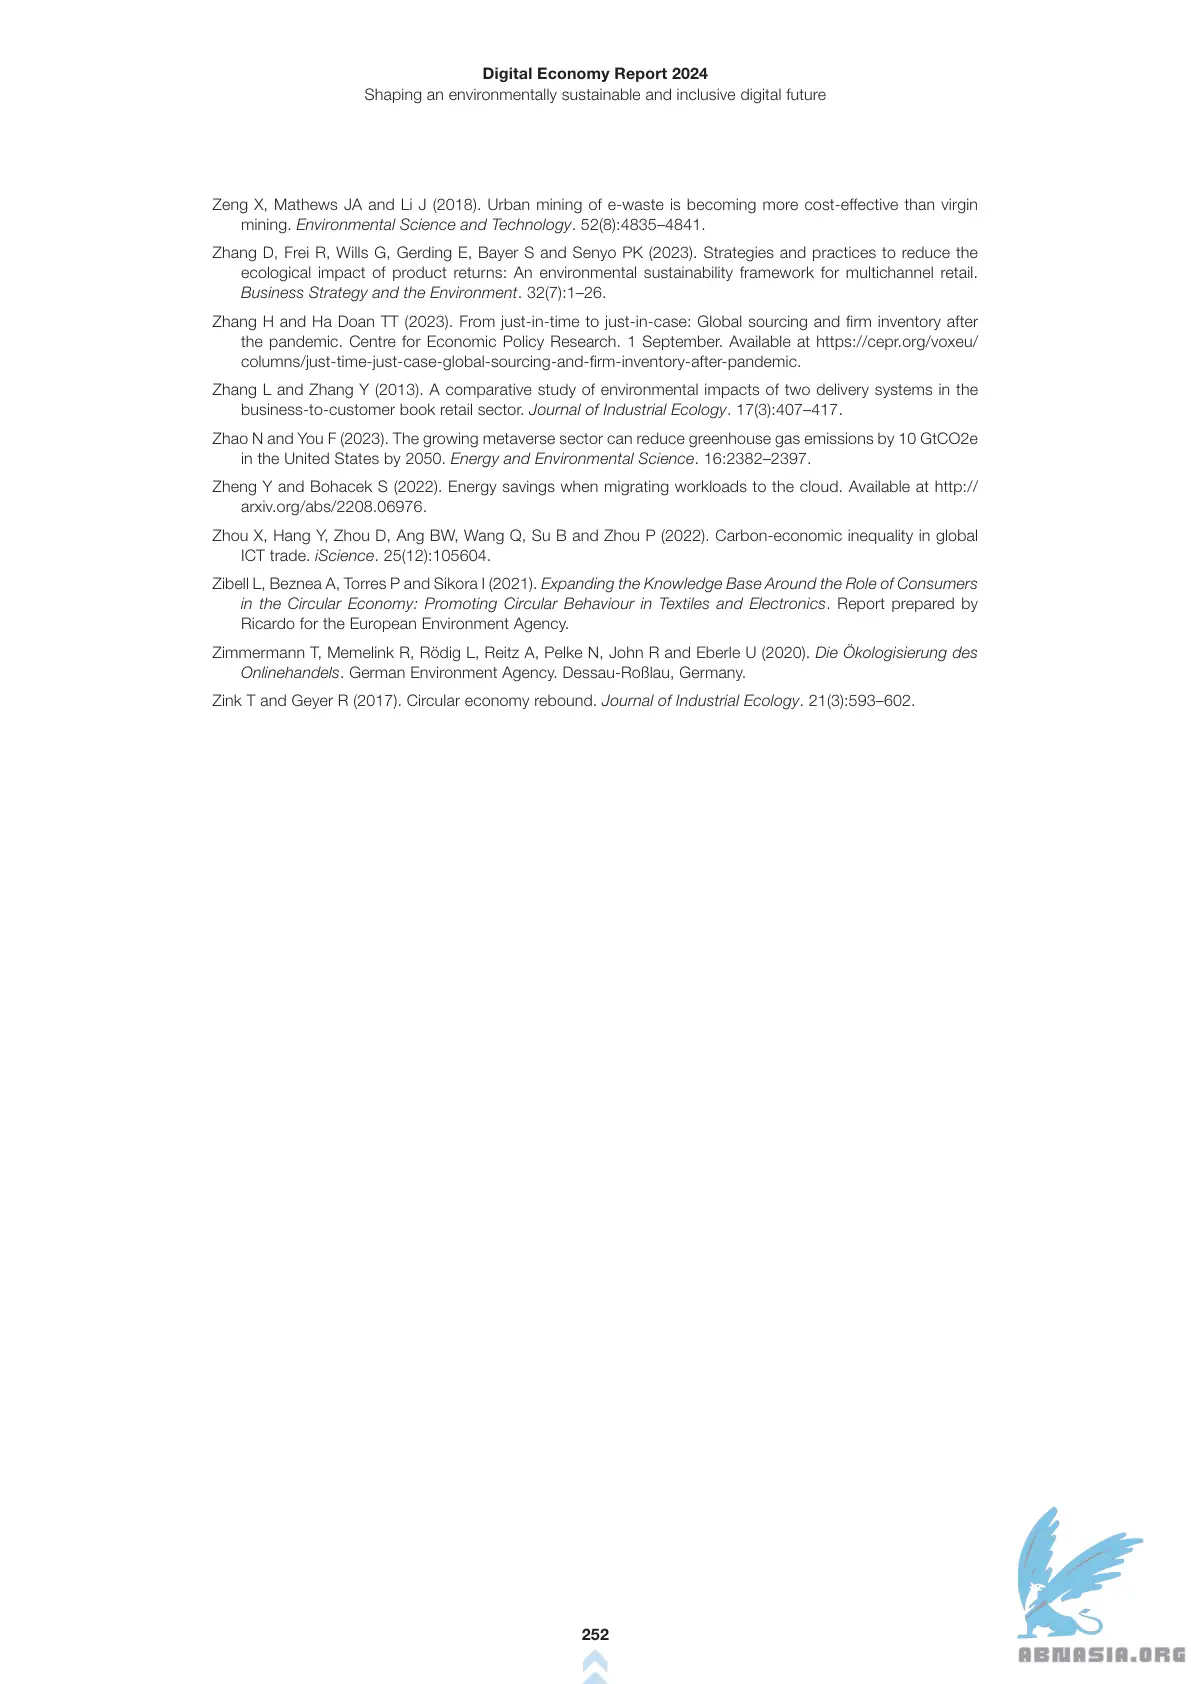 Digital Economy Report 2024
Shaping an environmentally sustainable and inclusive digital future
Zeng X, Mathews JA and Li J (2018). Urban mining of e-waste is becoming more cost-effective than virgin
mining. Environmental Science and Technology. 52(8):4835–4841.
Zhang D, Frei R, Wills G, Gerding E, Bayer S and Senyo PK (2023). Strategies and practices to reduce the
ecological impact of product returns: An environmental sustainability framework for multichannel retail.
Business Strategy and the Environment. 32(7):1–26.
Zhang H and Ha Doan TT (2023). From just-in-time to just-in-case: Global sourcing and firm inventory after
the pandemic. Centre for Economic Policy Research. 1 September. Available at https://cepr.org/voxeu/
columns/just-time-just-case-global-sourcing-and-firm-inventory-after-pandemic.
Zhang L and Zhang Y (2013). A comparative study of environmental impacts of two delivery systems in the
business-to-customer book retail sector. Journal of Industrial Ecology. 17(3):407–417.
Zhao N and You F (2023). The growing metaverse sector can reduce greenhouse gas emissions by 10 GtCO2e
in the United States by 2050. Energy and Environmental Science. 16:2382–2397.
Zheng Y and Bohacek S (2022). Energy savings when migrating workloads to the cloud. Available at http://
arxiv.org/abs/2208.06976.
Zhou X, Hang Y, Zhou D, Ang BW, Wang Q, Su B and Zhou P (2022). Carbon-economic inequality in global
ICT trade. iScience. 25(12):105604.
Zibell L, Beznea A, Torres P and Sikora I (2021). Expanding the Knowledge Base Around the Role of Consumers
in the Circular Economy: Promoting Circular Behaviour in Textiles and Electronics. Report prepared by
Ricardo for the European Environment Agency.
Zimmermann T, Memelink R, Rödig L, Reitz A, Pelke N, John R and Eberle U (2020). Die Ökologisierung des
Onlinehandels. German Environment Agency. Dessau-Roßlau, Germany.
Zink T and Geyer R (2017). Circular economy rebound. Journal of Industrial Ecology. 21(3):593–602.
252
ABNASIA.ORG